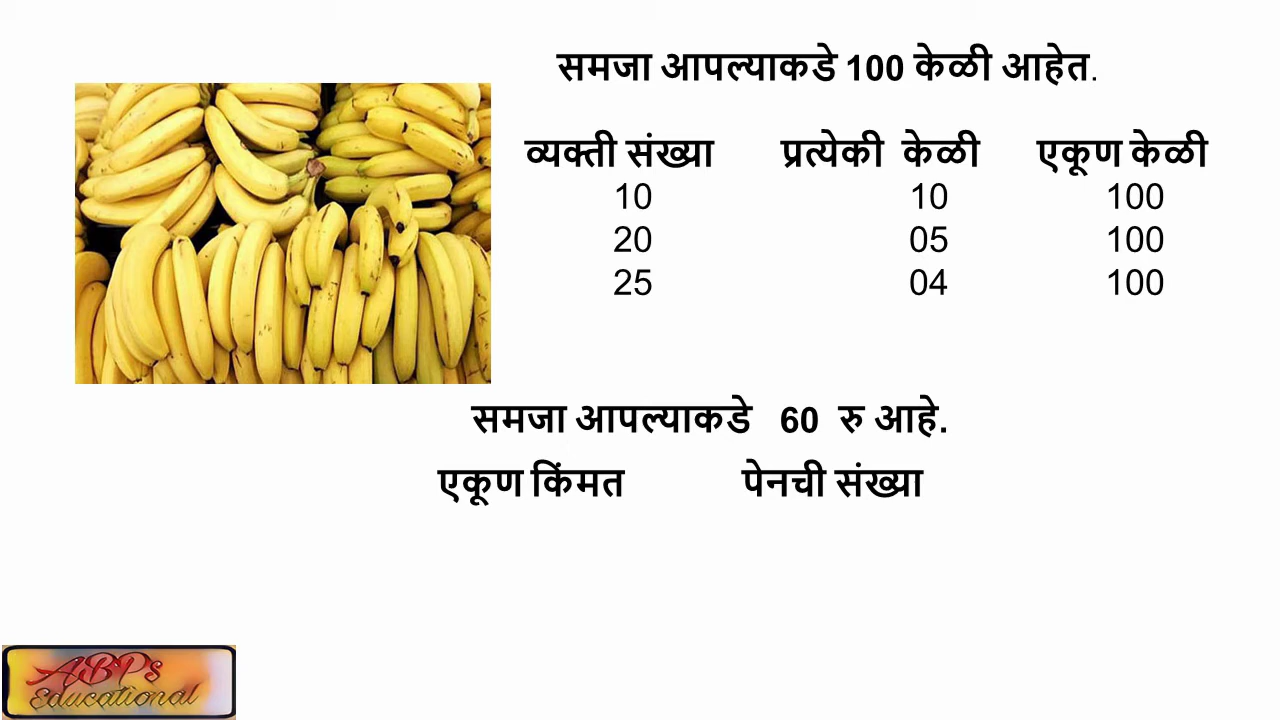 समजा आपल्याकडे 100 केळी आहेत.
व्यक्ती संख्या प्रत्येकी केळी एकूण केळी
10 10 100
20 05 100
25 04 100
समजा आपल्याकडे 60 रु आहे.
एकूण किंमत पेनची संख्या
ABPs
Educational